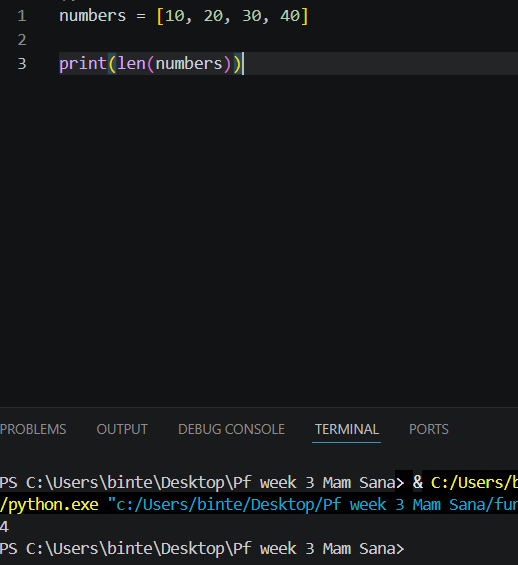 1 numbers = [10, 20, 30, 40]
2
3 print(len(numbers))
PROBLEMS OUTPUT DEBUG CONSOLE TERMINAL PORTS
PS C:\Users\binte\Desktop\Pf week 3 Mam Sana> & C:/Users/b
/python.exe "c:/Users/binte/Desktop/Pf week 3 Mam Sana/fun
4
PS C:\Users\binte\Desktop\Pf week 3 Mam Sana>